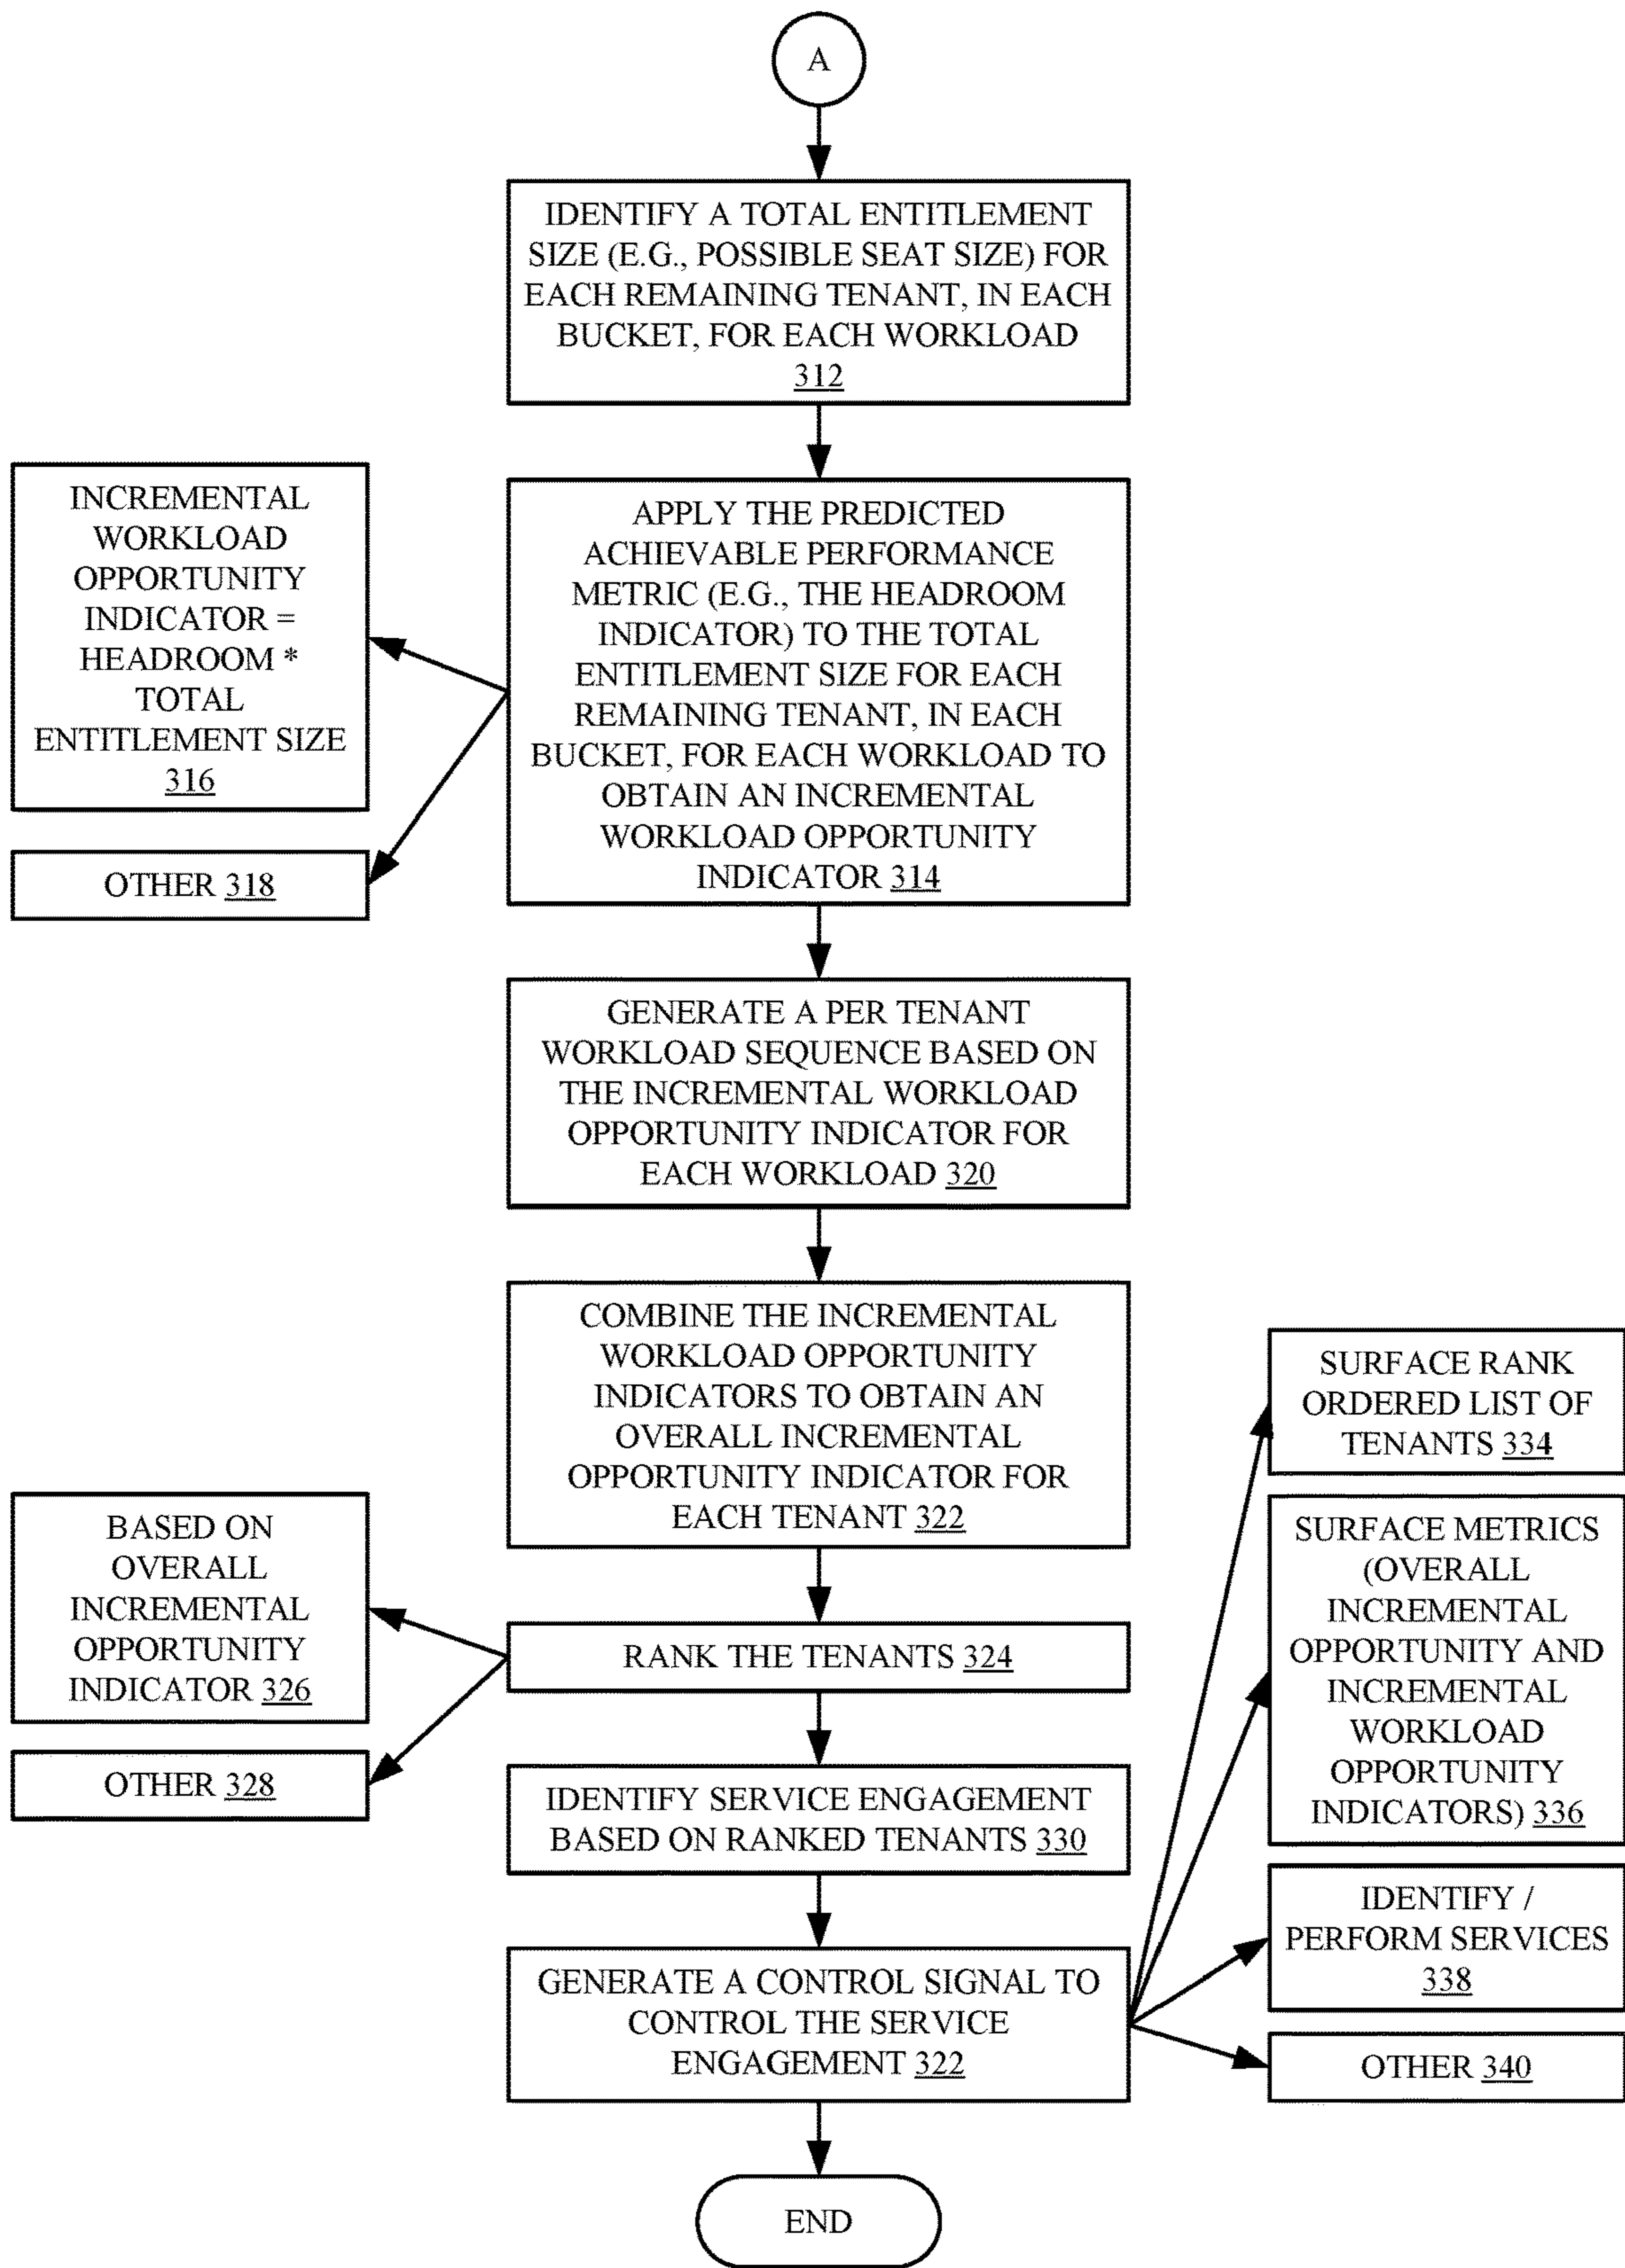 A
IDENTIFY A TOTAL ENTITLEMENT
SIZE (E.G., POSSIBLE SEAT SIZE) FOR
EACH REMAINING TENANT, IN EACH
BUCKET, FOR EACH WORKLOAD
312
INCREMENTAL
WORKLOAD
OPPORTUNITY
INDICATOR =
HEADROOM *
TOTAL
ENTITLEMENT SIZE
316
OTHER 318
APPLY THE PREDICTED
ACHIEVABLE PERFORMANCE
METRIC (E.G., THE HEADROOM
INDICATOR) TO THE TOTAL
ENTITLEMENT SIZE FOR EACH
REMAINING TENANT, IN EACH
BUCKET, FOR EACH WORKLOAD TO
OBTAIN AN INCREMENTAL
WORKLOAD OPPORTUNITY
INDICATOR 314
GENERATE A PER TENANT
WORKLOAD SEQUENCE BASED ON
THE INCREMENTAL WORKLOAD
OPPORTUNITY INDICATOR FOR
EACH WORKLOAD 320
COMBINE THE INCREMENTAL
WORKLOAD OPPORTUNITY
INDICATORS TO OBTAIN AN
OVERALL INCREMENTAL
OPPORTUNITY INDICATOR FOR
EACH TENANT 322
BASED ON
OVERALL
INCREMENTAL
OPPORTUNITY
INDICATOR 326
OTHER 328
RANK THE TENANTS 324
IDENTIFY SERVICE ENGAGEMENT
BASED ON RANKED TENANTS 330
GENERATE A CONTROL SIGNAL TO
CONTROL THE SERVICE
ENGAGEMENT 322
SURFACE RANK
ORDERED LIST OF
TENANTS 334
SURFACE METRICS
(OVERALL
INCREMENTAL
OPPORTUNITY AND
INCREMENTAL
WORKLOAD
OPPORTUNITY
INDICATORS) 336
IDENTIFY /
PERFORM SERVICES
338
OTHER 340
END